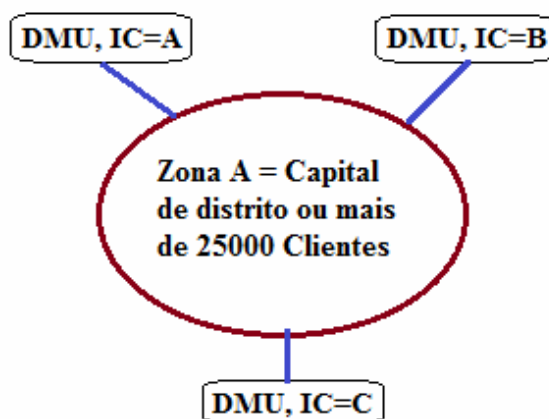 DMU, IC=A
DMU, IC=B
Zona A = Capital
de distrito ou mais
de 25000 Clientes
DMU, IC=C